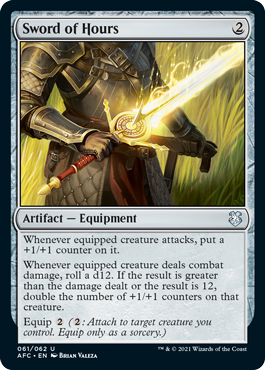 Sword of Hours 2
Artifact — Equipment
Whenever equipped creature attacks, put a
+1/+1 counter on it.
Whenever equipped creature deals combat
damage, roll a d12. If the result is greater
than the damage dealt or the result is 12,
double the number of +1/+1 counters on that
creature.
Equip 2 (2: Attach to target creature you
control. Equip only as a sorcery.)
061/062 U
AFC • EN BRIAN VALEZA
™ & © 2021 Wizards of the Coast